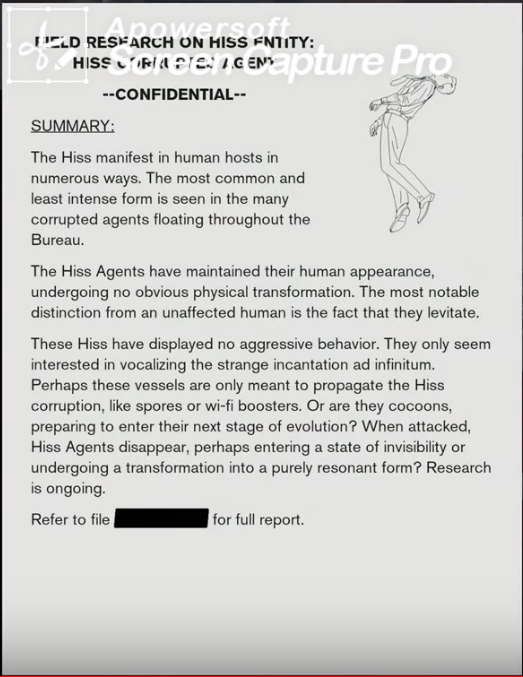 Apowersoft
Screen Capture Pro
FIELD RESEARCH ON HISS ENTITY:
HISS CORRUPTED AGENT
--CONFIDENTIAL--
SUMMARY:
The Hiss manifest in human hosts in
numerous ways. The most common and
least intense form is seen in the many
corrupted agents floating throughout the
Bureau.
The Hiss Agents have maintained their human appearance,
undergoing no obvious physical transformation. The most notable
distinction from an unaffected human is the fact that they levitate.
These Hiss have displayed no aggressive behavior. They only seem
interested in vocalizing the strange incantation ad infinitum.
Perhaps these vessels are only meant to propagate the Hiss
corruption, like spores or wi-fi boosters. Or are they cocoons,
preparing to enter their next stage of evolution? When attacked,
Hiss Agents disappear, perhaps entering a state of invisibility or
undergoing a transformation into a purely resonant form? Research
is ongoing.
Refer to file for full report.